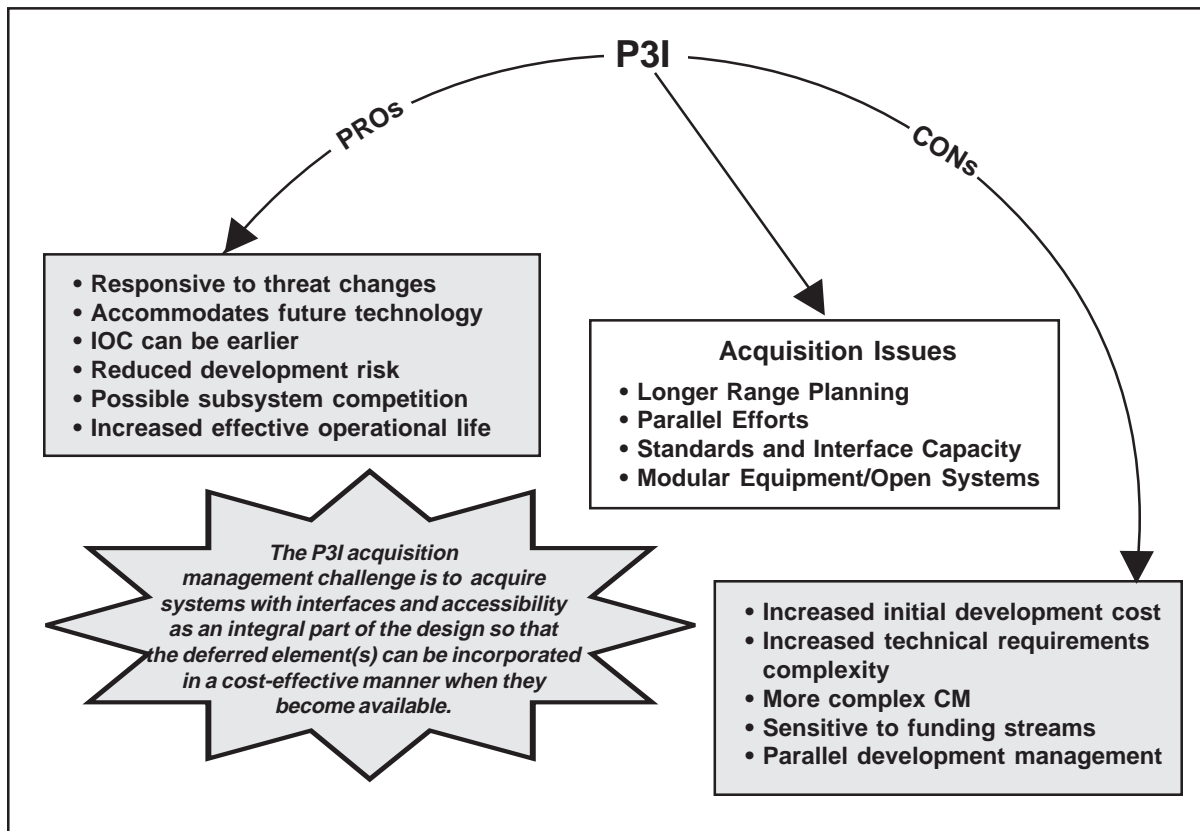 P3I
PROs
CONs
• Responsive to threat changes
• Accommodates future technology
• IOC can be earlier
• Reduced development risk
• Possible subsystem competition
• Increased effective operational life
Acquisition Issues
• Longer Range Planning
• Parallel Efforts
• Standards and Interface Capacity
• Modular Equipment/Open Systems
The P3I acquisition
management challenge is to acquire
systems with interfaces and accessibility
as an integral part of the design so that
the deferred element(s) can be incorporated
in a cost-effective manner when they
become available.
• Increased initial development cost
• Increased technical requirements
complexity
• More complex CM
• Sensitive to funding streams
• Parallel development management